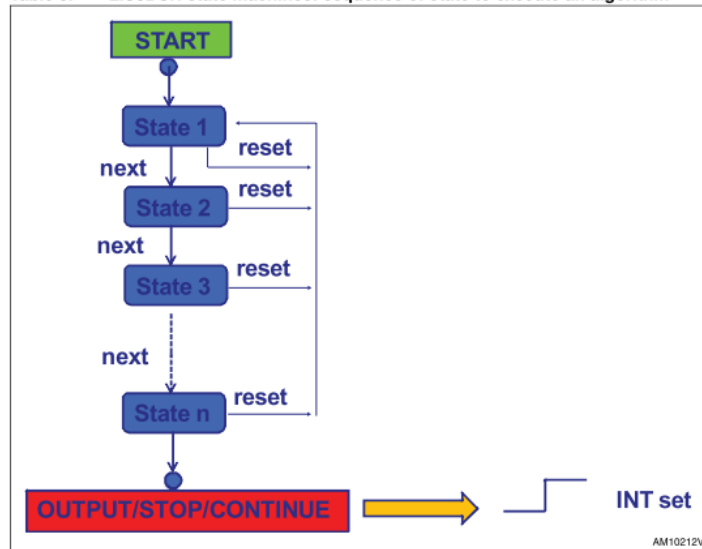 START
State 1
reset
next
reset
State 2
next
reset
State 3
next
reset
State n
OUTPUT/STOP/CONTINUE
INT set
AM10212V